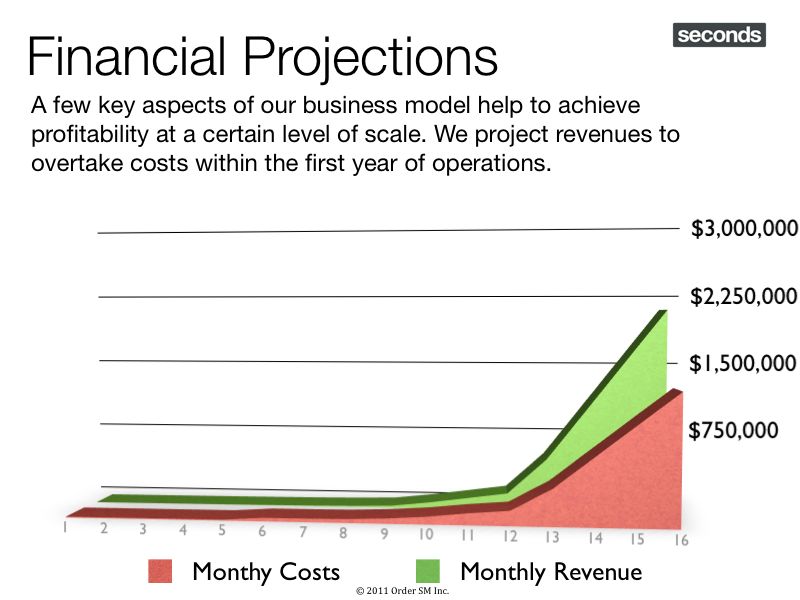 Financial Projections
seconds
A few key aspects of our business model help to achieve
profitability at a certain level of scale. We project revenues to
overtake costs within the first year of operations.
$3,000,000
$2,250,000
$1,500,000
$750,000
1 2 3 4 5 6 7 8 9 10 11 12 13 14 15 16
Monthy Costs Monthly Revenue
© 2011 Order SM Inc.